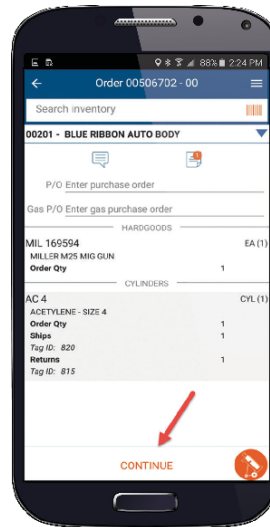 88% 2:24 PM
Order 00506702 - 00
Search inventory
00201 - BLUE RIBBON AUTO BODY
P/O Enter purchase order
Gas P/O Enter gas purchase order
HARDGOODS
MIL 169594 EA (1)
MILLER M25 MIG GUN
Order Qty 1
CYLINDERS
AC 4 CYL (1)
ACETYLENE - SIZE 4
Order Qty 1
Ships 1
Tag ID: 820
Returns 1
Tag ID: 815
CONTINUE